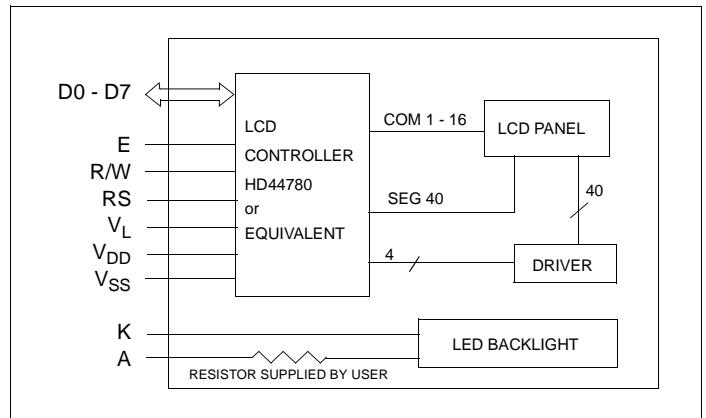 D0 - D7
E
R/W
RS
VL
VDD
VSS
K
A
LCD
CONTROLLER
HD44780
or
EQUIVALENT
COM 1 - 16
SEG 40
4
LCD PANEL
40
DRIVER
LED BACKLIGHT
RESISTOR SUPPLIED BY USER